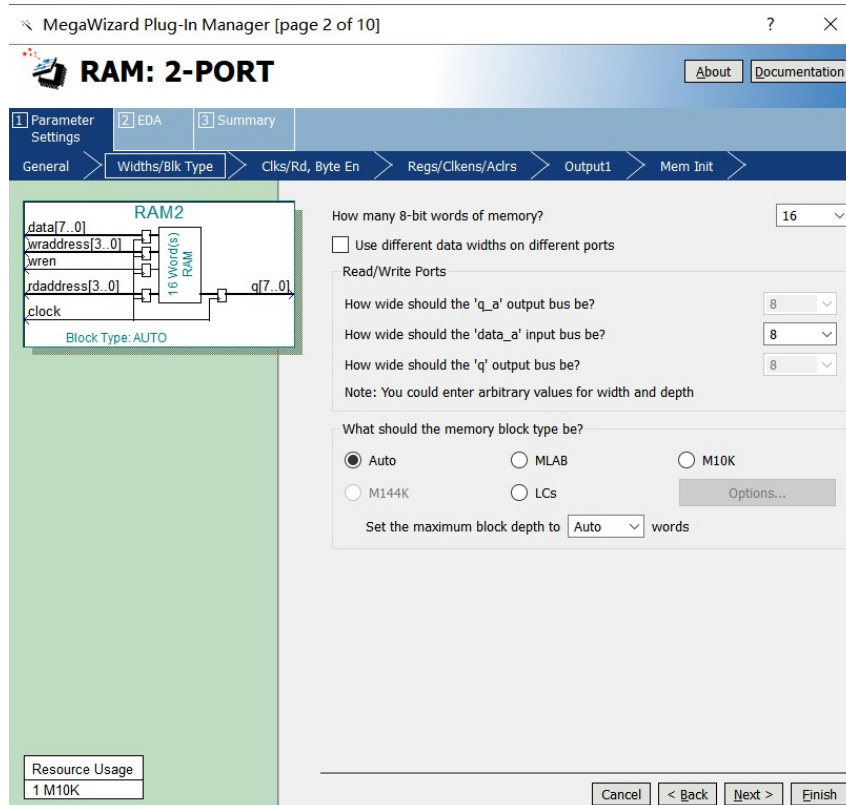 MegaWizard Plug-In Manager [page 2 of 10]
? ×
RAM: 2-PORT
About Documentation
1 Parameter Settings
2 EDA
3 Summary
General Widths/Blk Type Clks/Rd, Byte En Regs/Clkens/Aclrs Output1 Mem Init
RAM2
data[7..0]
wraddress[3..0]
wren
rdaddress[3..0]
clock
16 Word(s)
RAM
q[7..0]
Block Type: AUTO
How many 8-bit words of memory? 16
Use different data widths on different ports
Read/Write Ports
How wide should the 'q_a' output bus be? 8
How wide should the 'data_a' input bus be? 8
How wide should the 'q' output bus be? 8
Note: You could enter arbitrary values for width and depth
What should the memory block type be?
Auto MLAB M10K
M144K LCs Options...
Set the maximum block depth to Auto words
Resource Usage
1 M10K
Cancel < Back Next > Finish